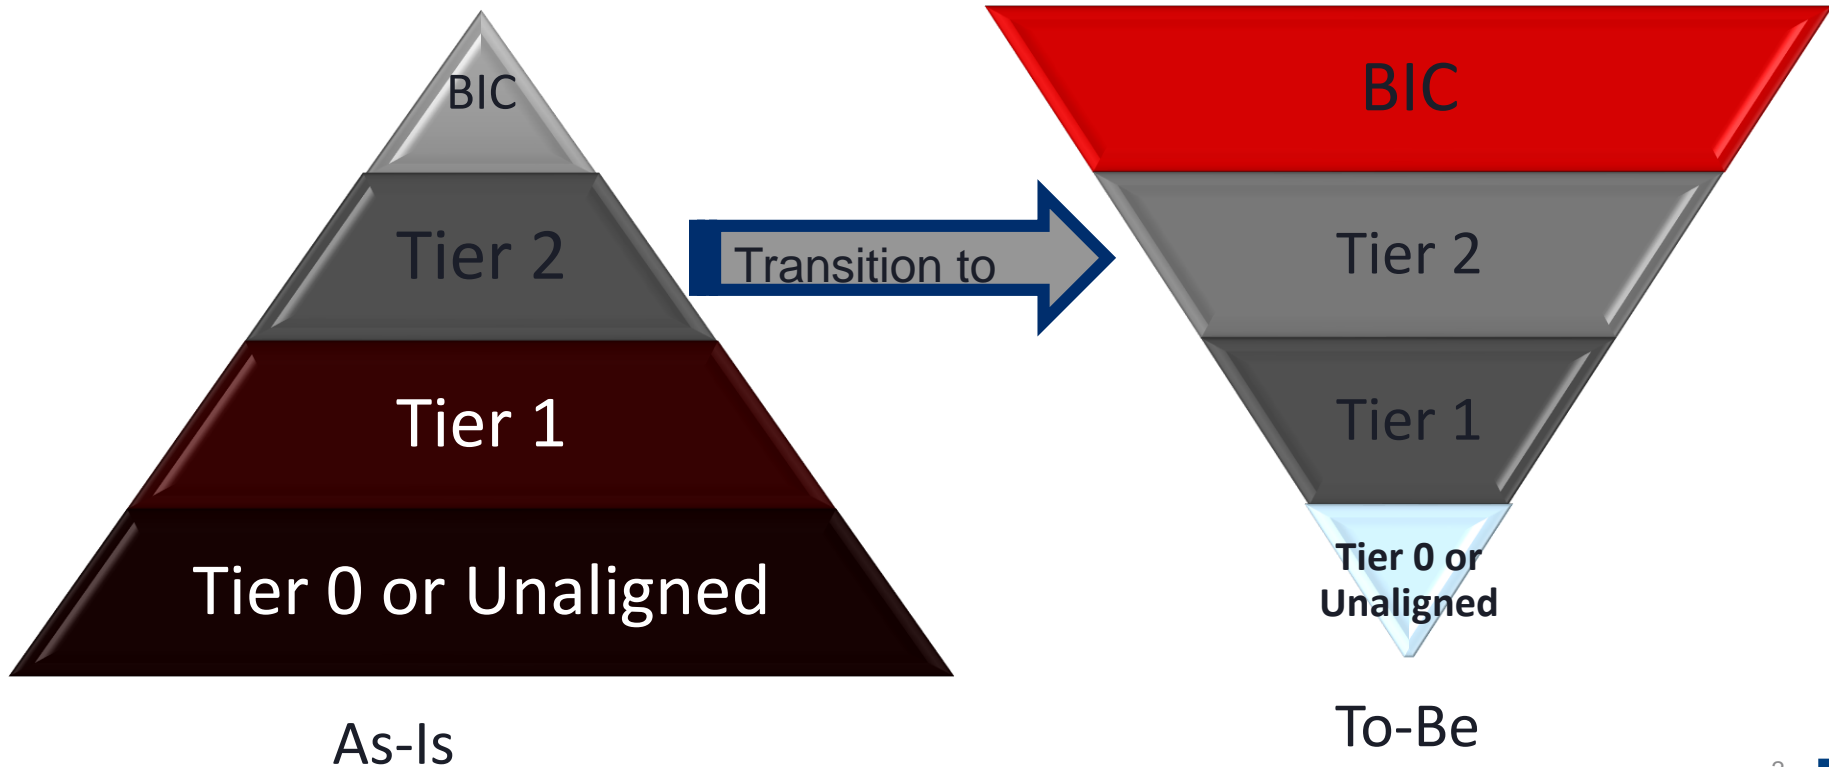 BIC
Tier 2
Tier 1
Tier 0 or Unaligned
As-Is
Transition to
BIC
Tier 2
Tier 1
Tier 0 or
Unaligned
To-Be